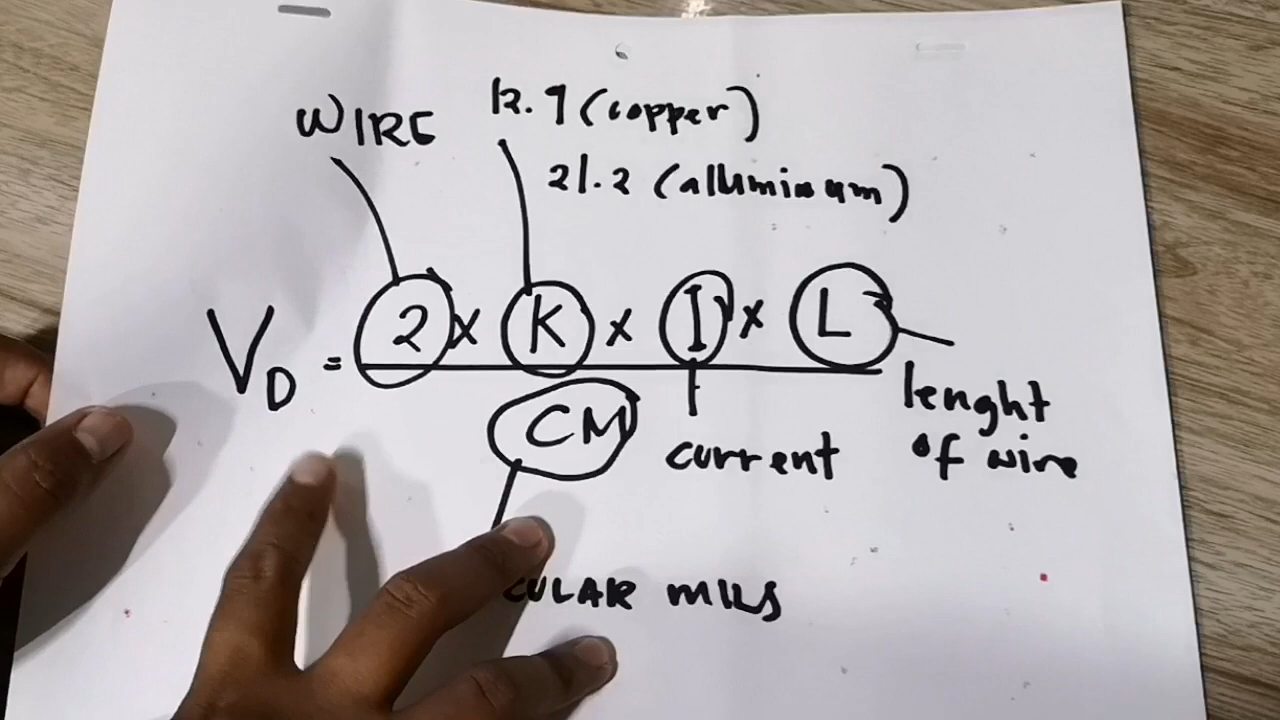 WIRE
12.9 (copper)
21.2 (alluminum)
VD = 2 x K x I x L
CM
current
lenght
of wire
CULAR MILS